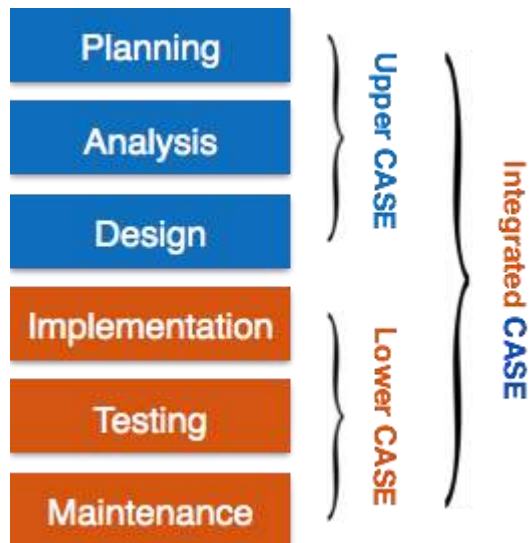 Planning
Analysis
Design
Implementation
Testing
Maintenance
Upper CASE
Lower CASE
Integrated CASE